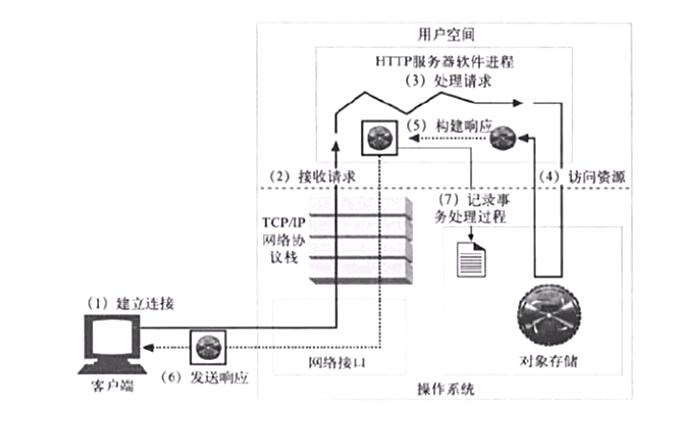 用户空间
HTTP服务器软件进程
(3) 处理请求
(5) 构建响应
(2) 接收请求
(4) 访问资源
(7) 记录事
务处理过程
TCP/IP
网络协
议栈
(1) 建立连接
网络接口
对象存储
(6) 发送响应
客户端
操作系统